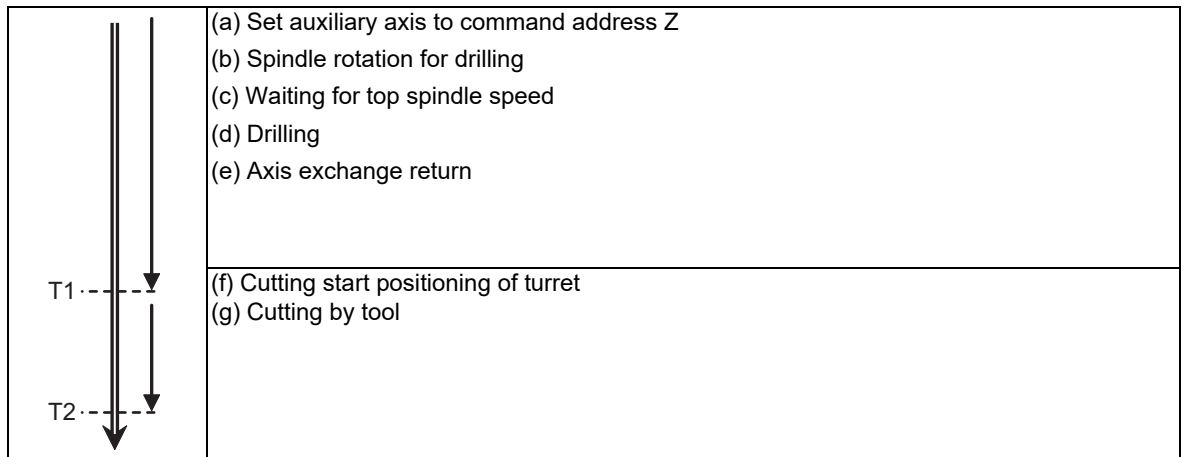 (a) Set auxiliary axis to command address Z
(b) Spindle rotation for drilling
(c) Waiting for top spindle speed
(d) Drilling
(e) Axis exchange return
T1
(f) Cutting start positioning of turret
(g) Cutting by tool
T2